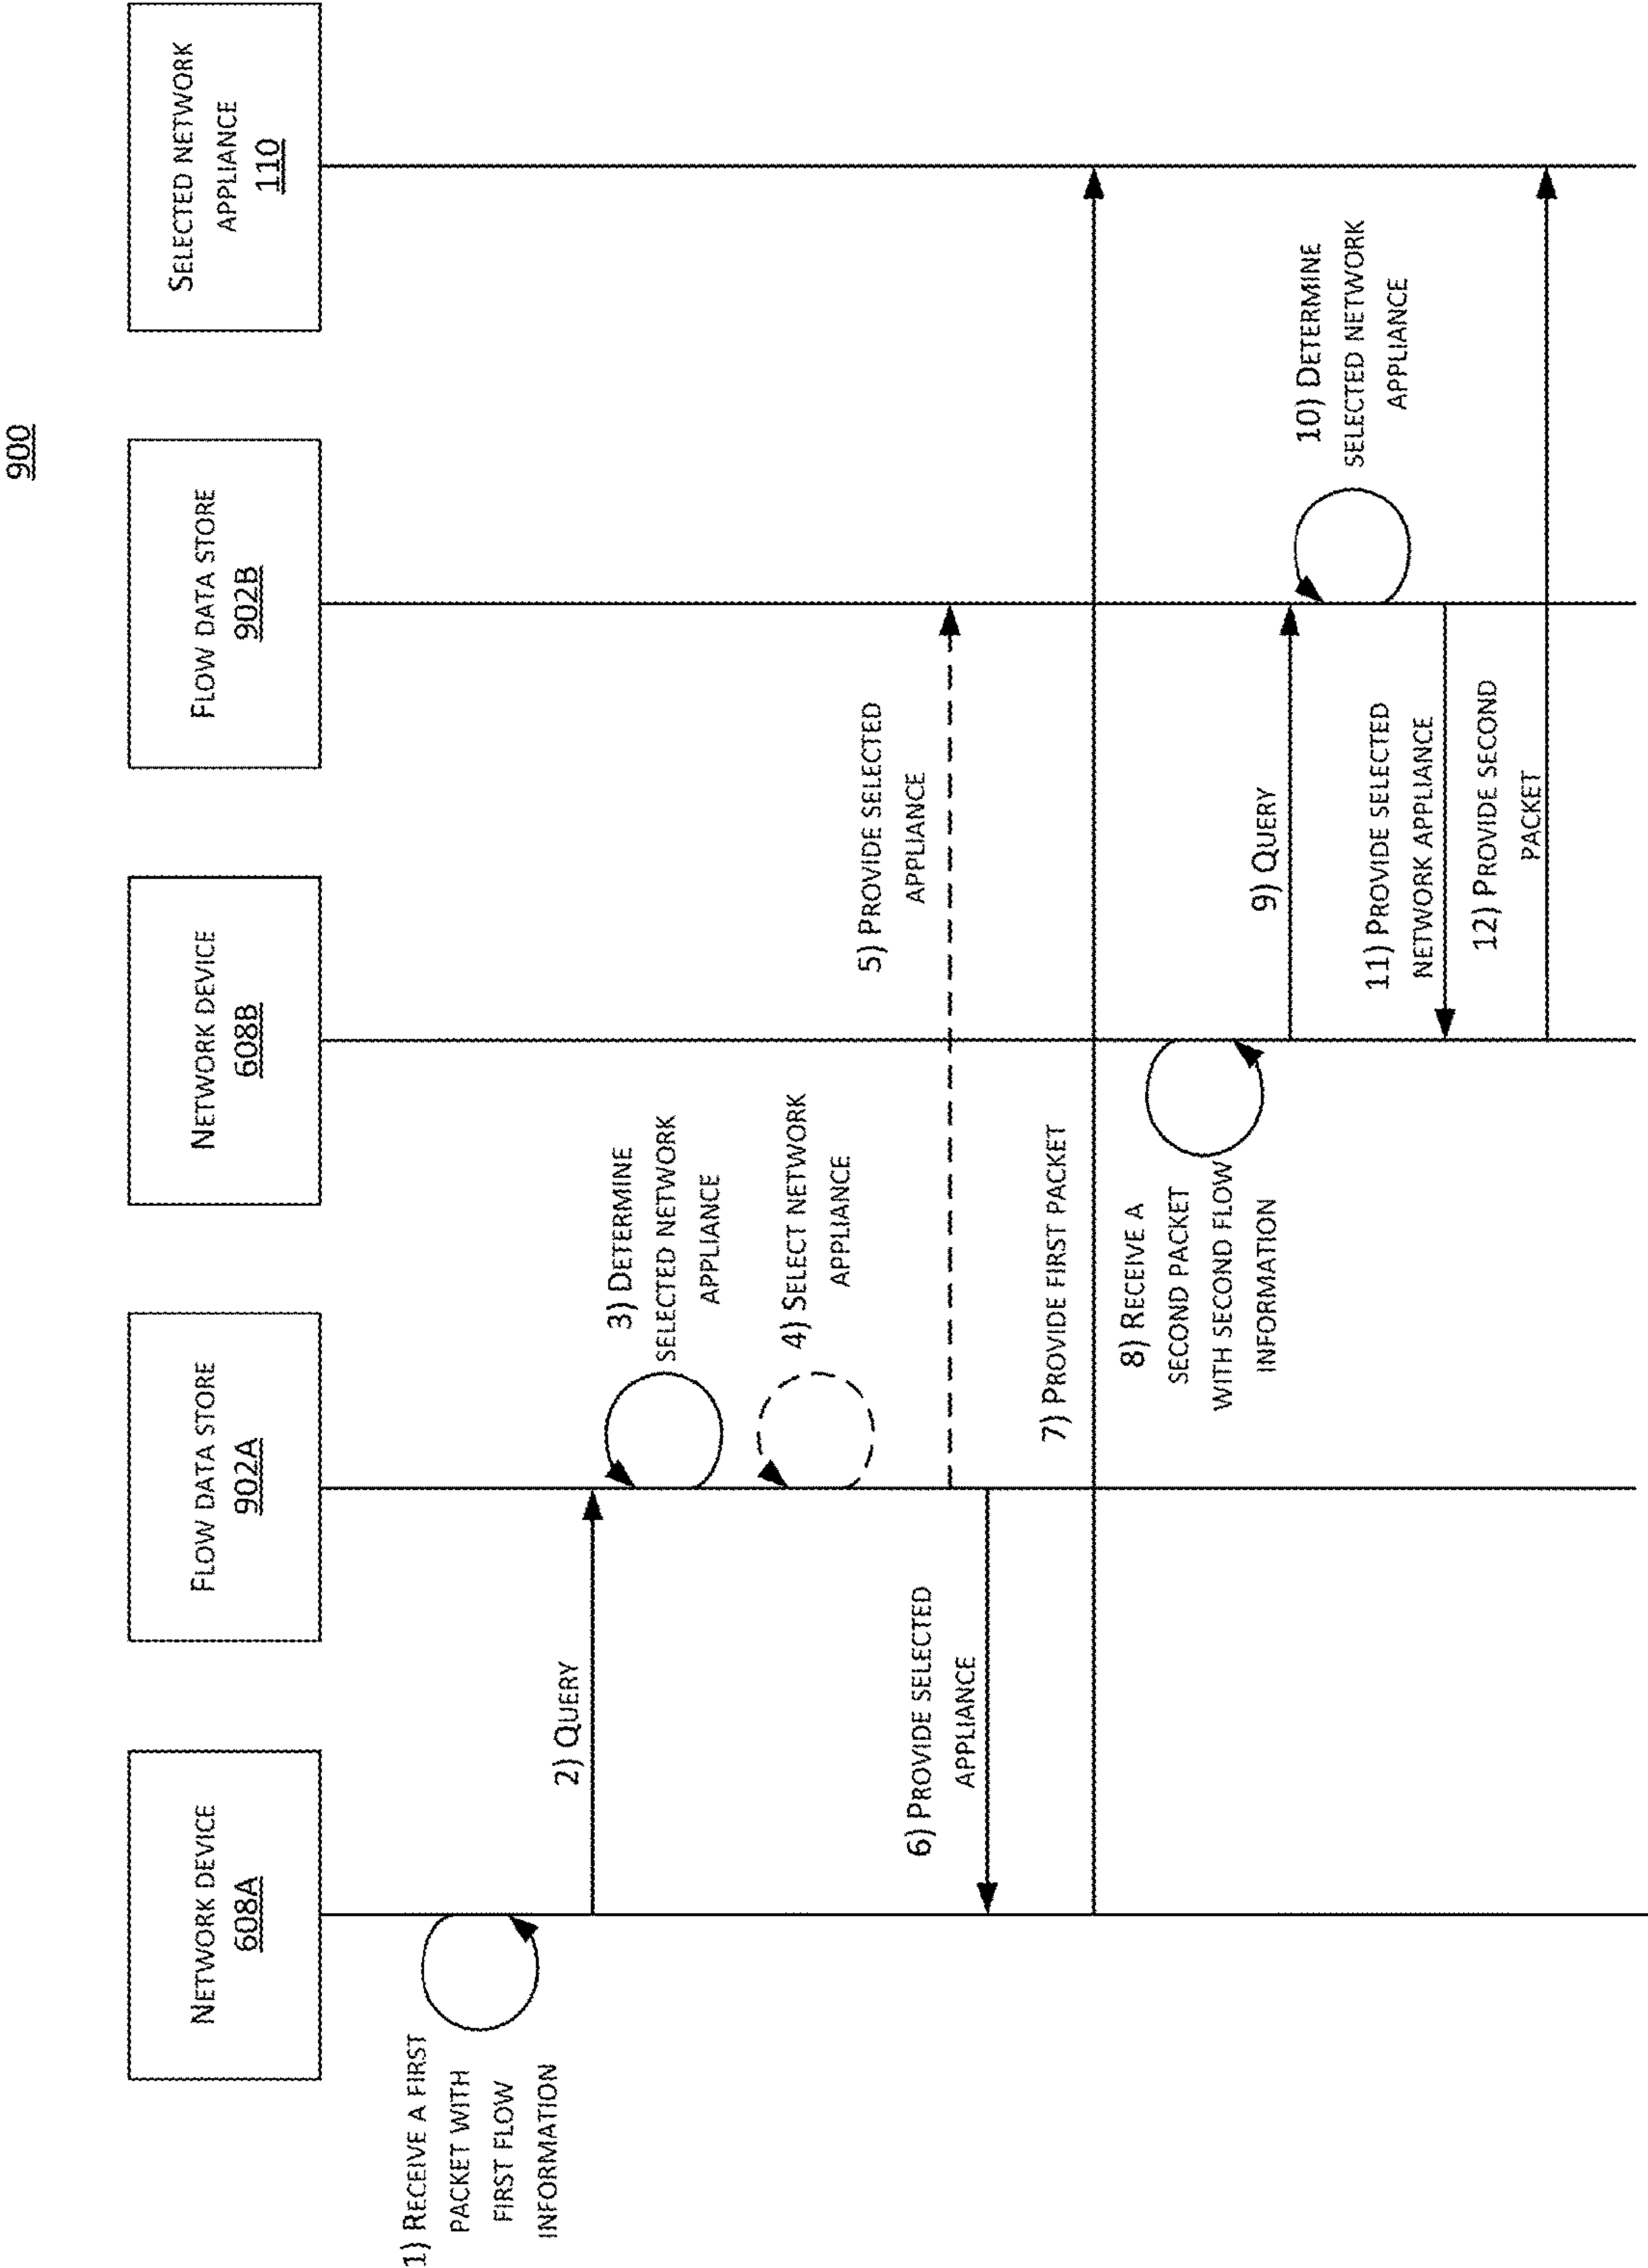 900
NETWORK DEVICE
608A
FLOW DATA STORE
902A
NETWORK DEVICE
608B
FLOW DATA STORE
902B
SELECTED NETWORK
APPLIANCE
110
1) RECEIVE A FIRST
PACKET WITH
FIRST FLOW
INFORMATION
2) QUERY
3) DETERMINE
SELECTED NETWORK
APPLIANCE
4) SELECT NETWORK
APPLIANCE
5) PROVIDE SELECTED
APPLIANCE
6) PROVIDE SELECTED
APPLIANCE
7) PROVIDE FIRST PACKET
8) RECEIVE A
SECOND PACKET
WITH SECOND FLOW
INFORMATION
9) QUERY
10) DETERMINE
SELECTED NETWORK
APPLIANCE
11) PROVIDE SELECTED
NETWORK APPLIANCE
12) PROVIDE SECOND
PACKET